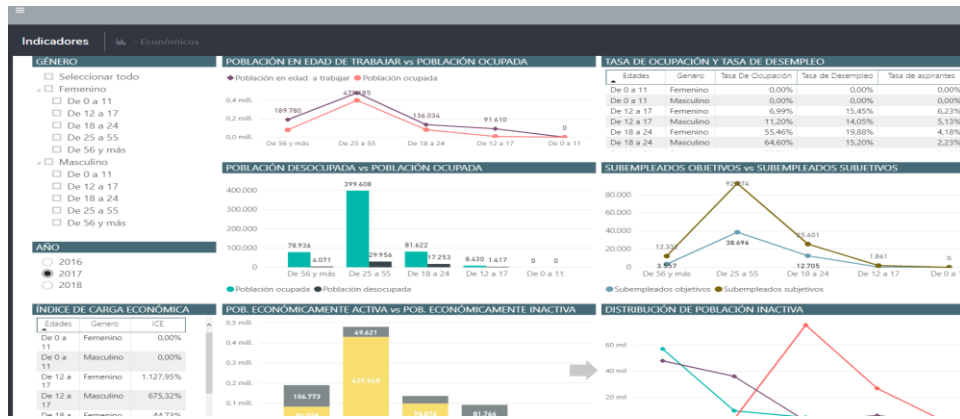 Indicadores
- Económicos
GÉNERO
Seleccionar todo
Femenino
De 0 a 11
De 12 a 17
De 18 a 24
De 25 a 55
De 56 y más
Masculino
De 0 a 11
De 12 a 17
De 18 a 24
De 25 a 55
De 56 y más
AÑO
2016
2017
2018
ÍNDICE DE CARGA ECONÓMICA
Edades Genero ICE
De 0 a 11 Femenino 0,00%
De 0 a 11 Masculino 0,00%
De 12 a 17 Femenino 1.127,95%
De 12 a 17 Masculino 675,32%
De 18 a Femenino 44,73%
POBLACIÓN EN EDAD DE TRABAJAR vs POBLACIÓN OCUPADA
Población en edad a trabajar Población ocupada
0,4 mill.
0,2 mill.
0,0 mill.
189.780
136.034
91.610
0
De 56 y más De 25 a 55 De 18 a 24 De 12 a 17 De 0 a 11
POBLACIÓN DESOCUPADA vs POBLACIÓN OCUPADA
400.000
300.000
200.000
100.000
0
78.936 4.071
399.608 29.956
81.622 17.253
8.430 1.417
0 0
De 56 y más De 25 a 55 De 18 a 24 De 12 a 17 De 0 a 11
Población ocupada Población desocupada
POB. ECONÓMICAMENTE ACTIVA vs POB. ECONÓMICAMENTE INACTIVA
0,5 mill.
0,4 mill.
0,3 mill.
0,2 mill.
0,1 mill.
106.773
49.621
429.565
81.766
TASA DE OCUPACIÓN Y TASA DE DESEMPLEO
Edades Genero Tasa De Ocupación Tasa de Desempleo Tasa de aspirantes
De 0 a 11 Femenino 0,00% 0,00% 0,00%
De 0 a 11 Masculino 0,00% 0,00% 0,00%
De 12 a 17 Femenino 6,99% 15,45% 6,23%
De 12 a 17 Masculino 11,20% 14,05% 5,13%
De 18 a 24 Femenino 55,46% 19,88% 4,18%
De 18 a 24 Masculino 64,60% 15,20% 2,23%
SUBEMPLEADOS OBJETIVOS vs SUBEMPLEADOS SUBJETIVOS
80.000
60.000
40.000
20.000
0
3.557
38.696
25.601
12.705
1.861
0
De 56 y más De 25 a 55 De 18 a 24 De 12 a 17 De 0 a
Subempleados objetivos Subempleados subjetivos
DISTRIBUCIÓN DE POBLACIÓN INACTIVA
60 mil
40 mil
20 mil